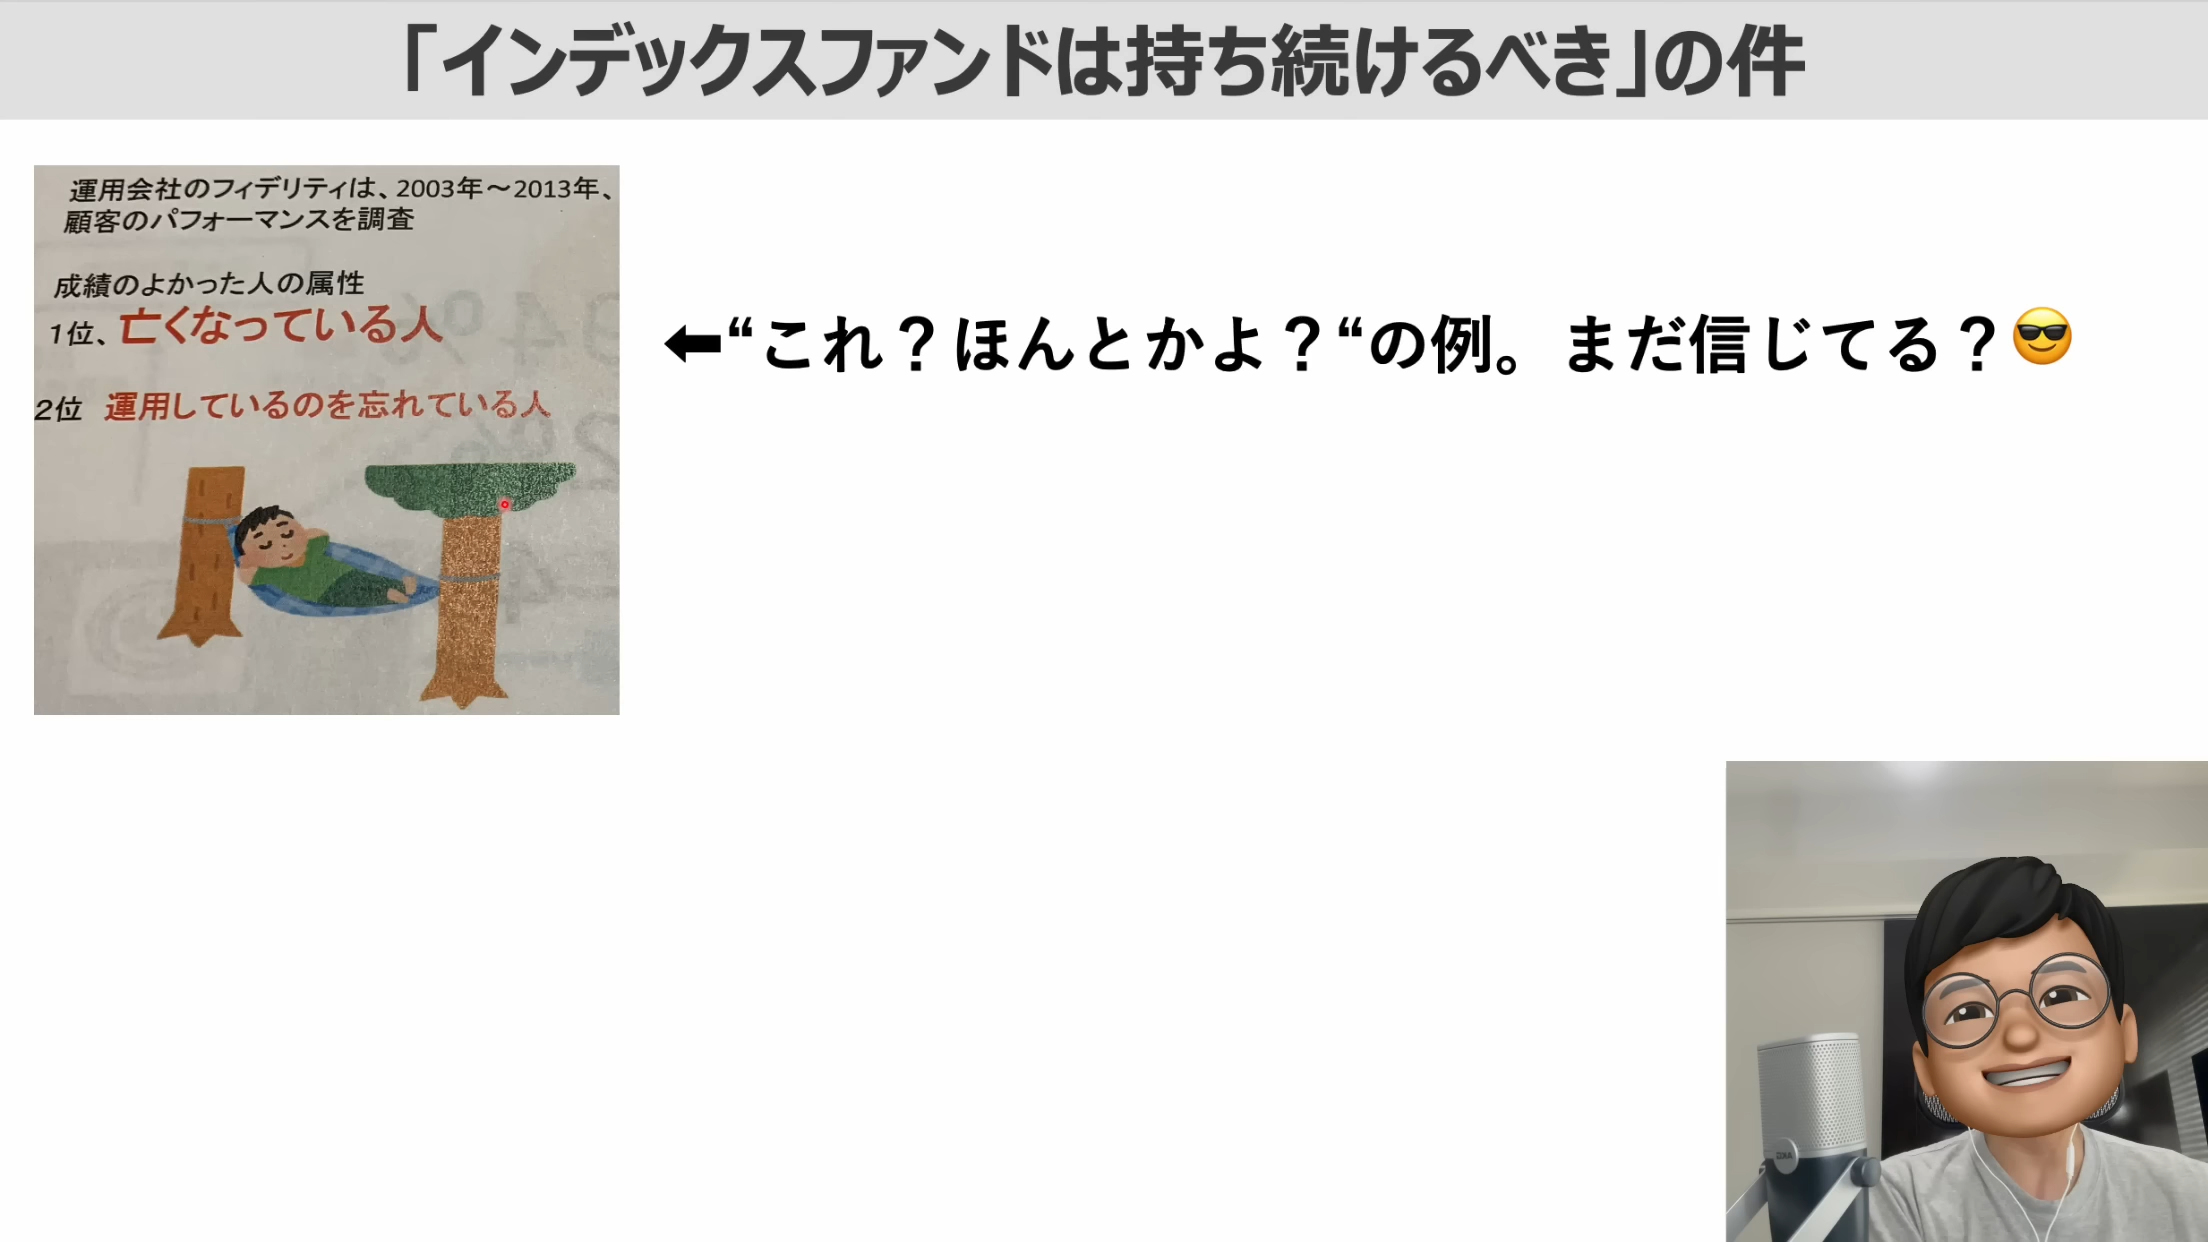 「インデックスファンドは持ち続けるべき」の件
運用会社のフィデリティは、2003年～2013年、
顧客のパフォーマンスを調査
成績のよかった人の属性
1位、亡くなっている人
2位 運用しているのを忘れている人
⬅“これ？ほんとかよ？“の例。まだ信じてる？😎